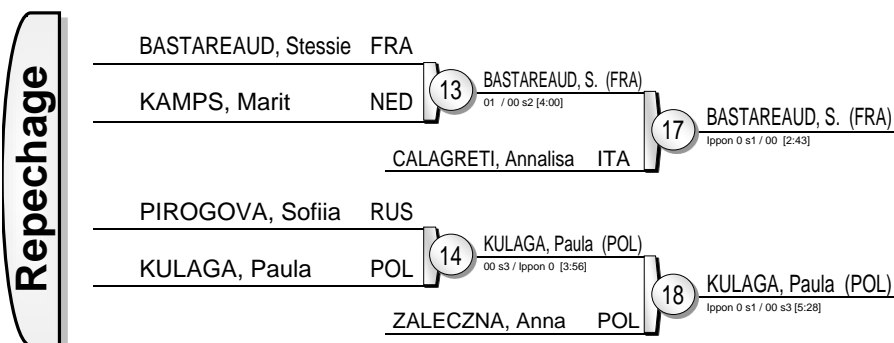 Repechage
BASTAREAUD, Stessie FRA
KAMPS, Marit NED
13
BASTAREAUD, S. (FRA)
01 / 00 s2 [4:00]
CALAGRETI, Annalisa ITA
17
BASTAREAUD, S. (FRA)
Ippon 0 s1 / 00 [2:43]
PIROGOVA, Sofiia RUS
KULAGA, Paula POL
14
KULAGA, Paula (POL)
00 s3 / Ippon 0 [3:56]
ZALECZNA, Anna POL
18
KULAGA, Paula (POL)
Ippon 0 s1 / 00 s3 [5:28]